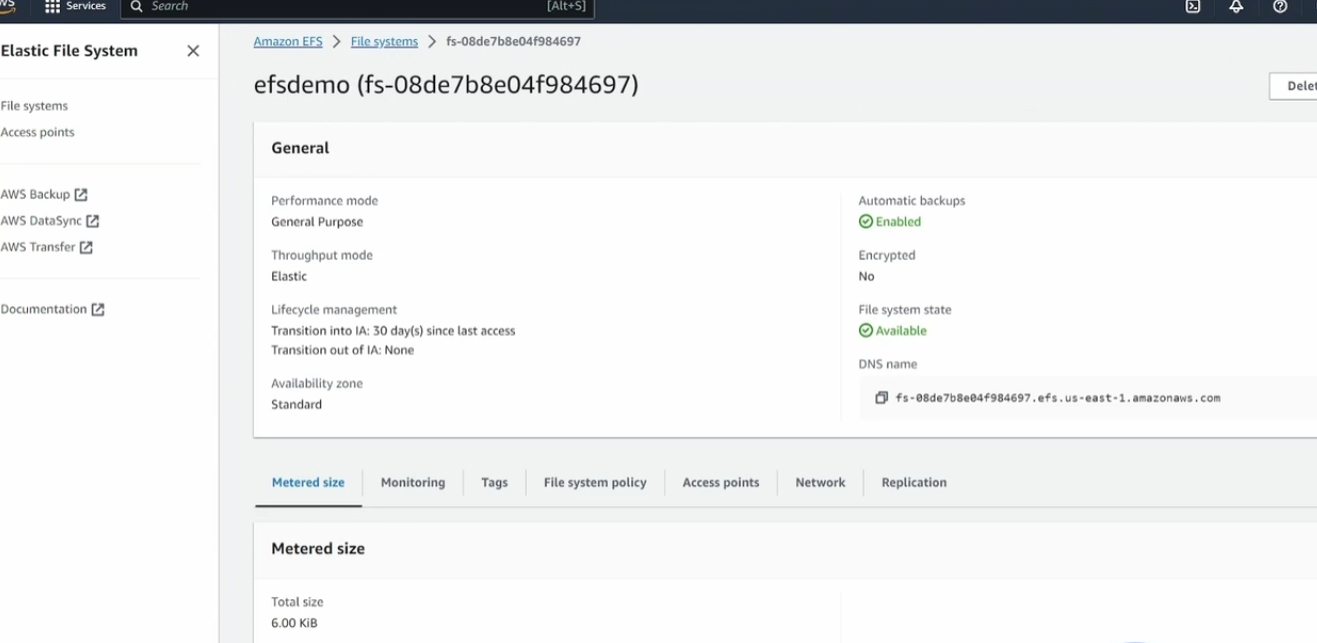 Services
Search
[Alt+S]
Elastic File System
File systems
Access points
AWS Backup
AWS DataSync
AWS Transfer
Documentation
Amazon EFS > File systems > fs-08de7b8e04f984697
efsdemo (fs-08de7b8e04f984697)
Delet
General
Performance mode
General Purpose
Throughput mode
Elastic
Lifecycle management
Transition into IA: 30 day(s) since last access
Transition out of IA: None
Availability zone
Standard
Automatic backups
Enabled
Encrypted
No
File system state
Available
DNS name
fs-08de7b8e04f984697.efs.us-east-1.amazonaws.com
Metered size Monitoring Tags File system policy Access points Network Replication
Metered size
Total size
6.00 KiB